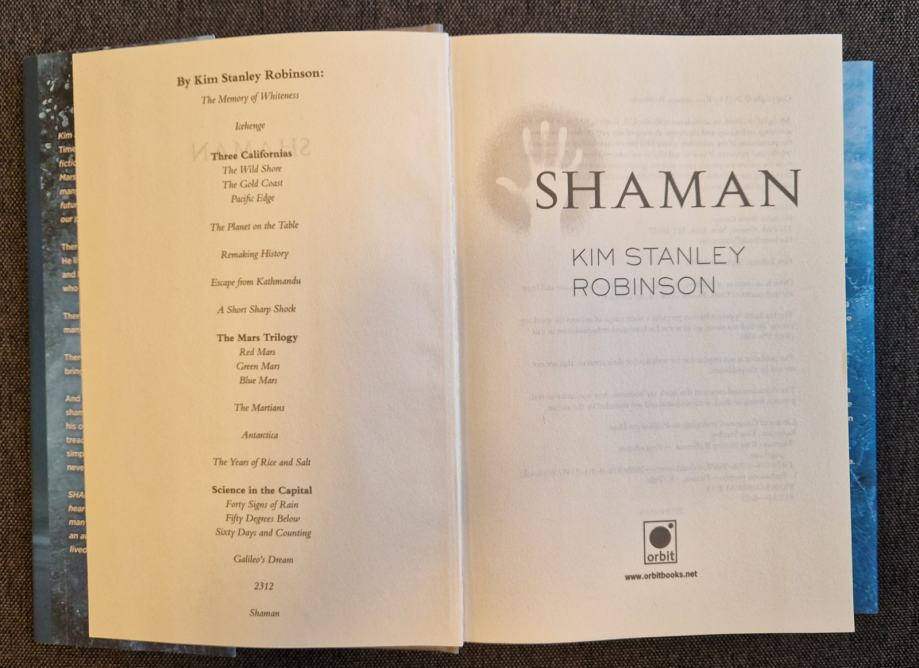 By Kim Stanley Robinson:
The Memory of Whiteness
Icehenge
Three Californias
The Wild Shore
The Gold Coast
Pacific Edge
The Planet on the Table
Remaking History
Escape from Kathmandu
A Short Sharp Shock
The Mars Trilogy
Red Mars
Green Mars
Blue Mars
The Martians
Antarctica
The Years of Rice and Salt
Science in the Capital
Forty Signs of Rain
Fifty Degrees Below
Sixty Days and Counting
Galileo's Dream
2312
Shaman
SHAMAN
KIM STANLEY
ROBINSON
orbit
www.orbitbooks.net